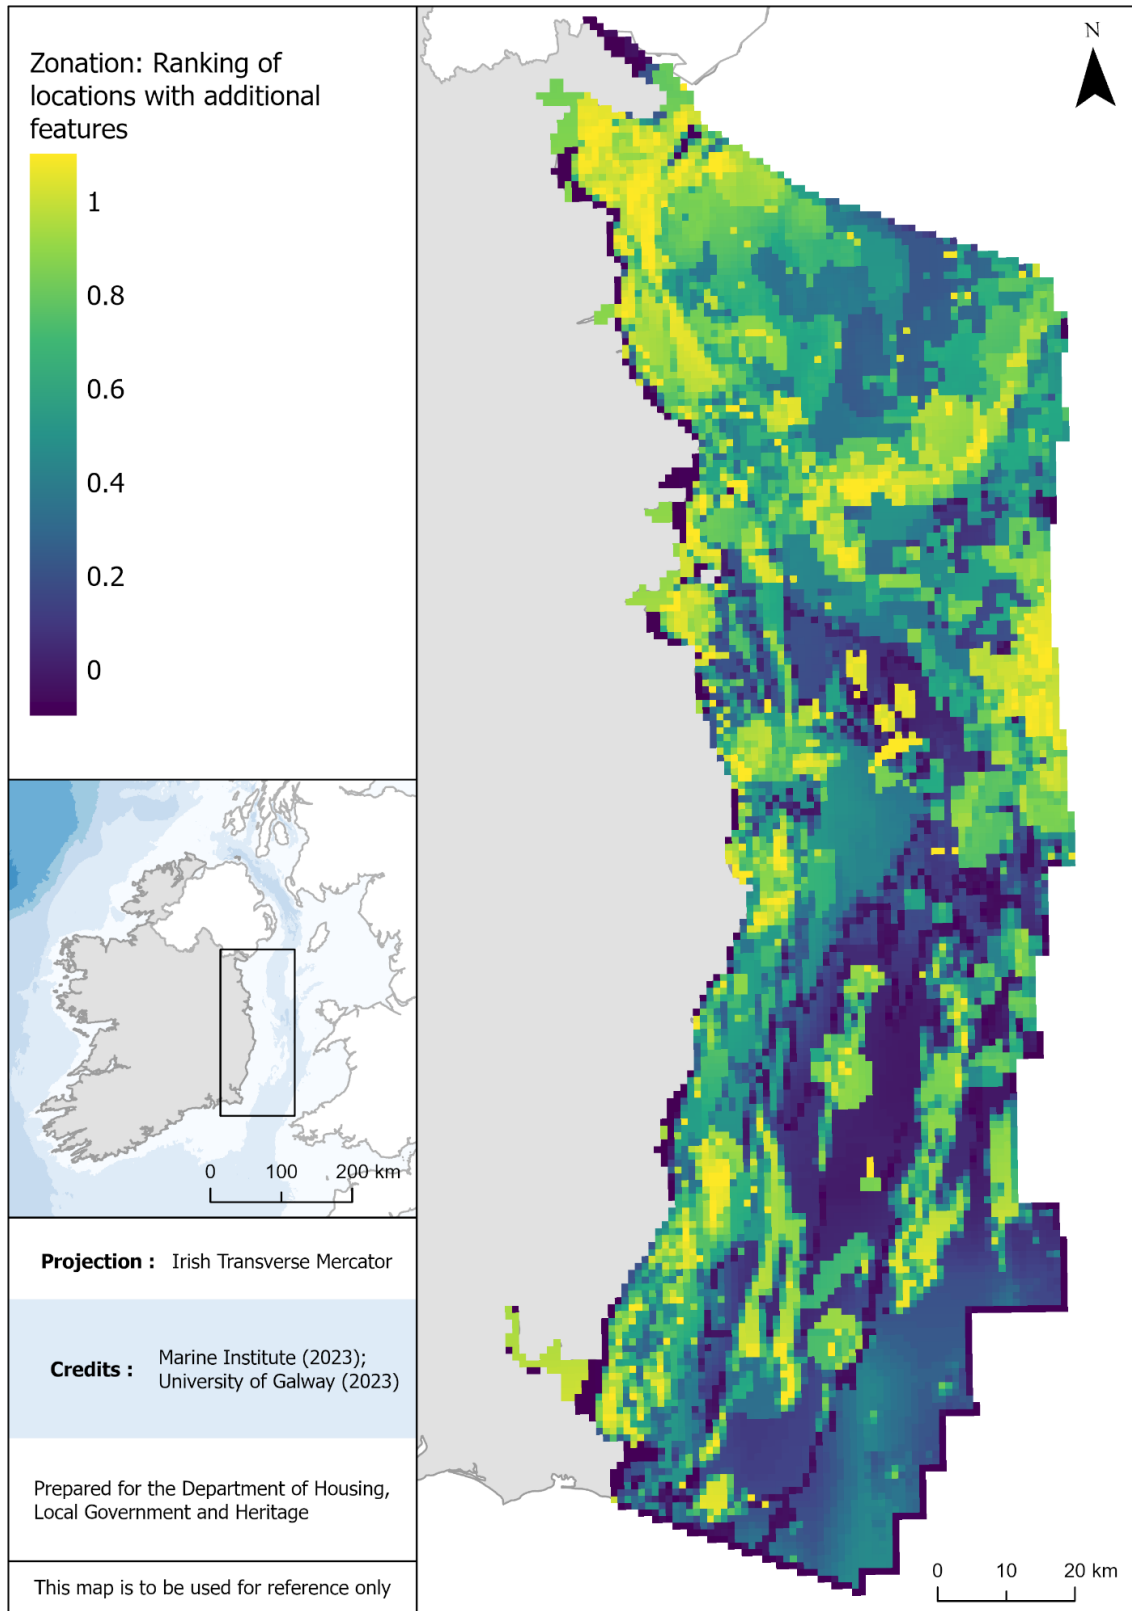 Zonation: Ranking of
locations with additional
features
1
0.8
0.6
0.4
0.2
0
N
0 100 200 km
Projection : Irish Transverse Mercator
Credits : Marine Institute (2023);
University of Galway (2023)
Prepared for the Department of Housing,
Local Government and Heritage
This map is to be used for reference only
0 10 20 km